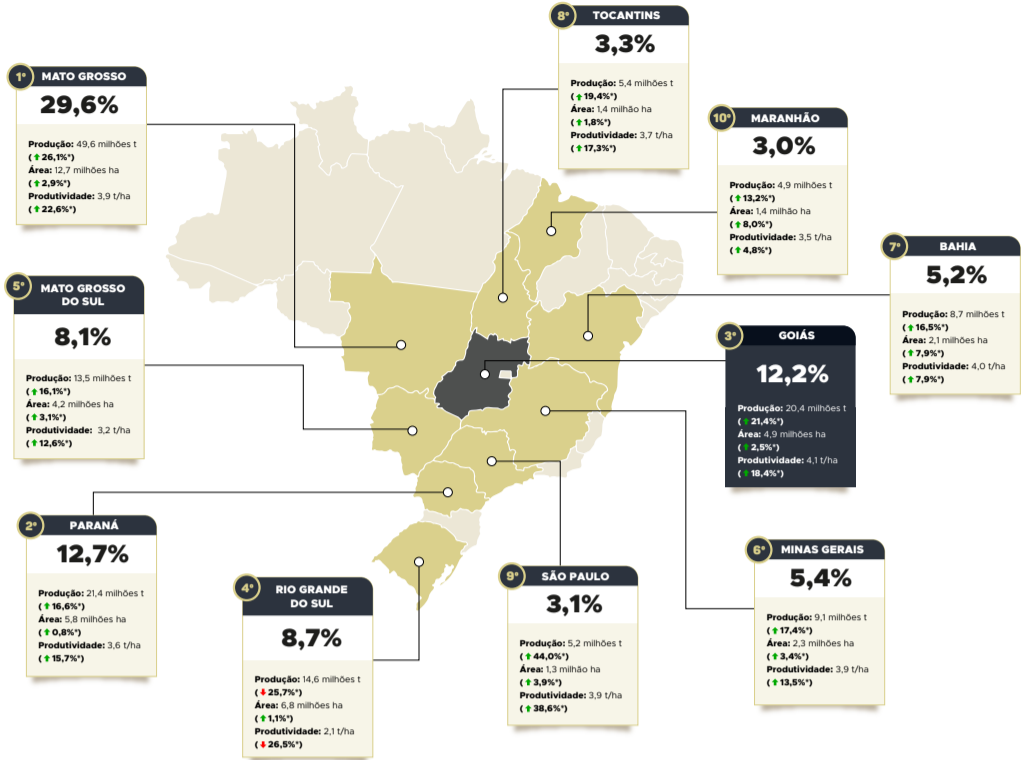 1º
MATO GROSSO
29,6%
Produção: 49,6 milhões t
(⬆26,1%*)
Área: 12,7 milhões ha
(⬆2,9%*)
Produtividade: 3,9 t/ha
(⬆22,6%*)
8º
TOCANTINS
3,3%
Produção: 5,4 milhões t
(⬆19,4%*)
Área: 1,4 milhão ha
(⬆1,8%*)
Produtividade: 3,7 t/ha
(⬆17,3%*)
10º
MARANHÃO
3,0%
Produção: 4,9 milhões t
(⬆13,2%*)
Área: 1,4 milhão ha
(⬆8,0%*)
Produtividade: 3,5 t/ha
(⬆4,8%*)
7º
BAHIA
5,2%
Produção: 8,7 milhões t
(⬆16,5%*)
Área: 2,1 milhões ha
(⬆7,9%*)
Produtividade: 4,0 t/ha
(⬆7,9%*)
5º
MATO GROSSO
DO SUL
8,1%
Produção: 13,5 milhões t
(⬆16,1%*)
Área: 4,2 milhões ha
(⬆3,1%*)
Produtividade: 3,2 t/ha
(⬆12,6%*)
3º
GOIÁS
12,2%
Produção: 20,4 milhões t
(⬆21,4%*)
Área: 4,9 milhões ha
(⬆2,5%*)
Produtividade: 4,1 t/ha
(⬆18,4%*)
2º
PARANÁ
12,7%
Produção: 21,4 milhões t
(⬆16,6%*)
Área: 5,8 milhões ha
(⬆0,8%*)
Produtividade: 3,6 t/ha
(⬆15,7%*)
4º
RIO GRANDE
DO SUL
8,7%
Produção: 14,6 milhões t
(⬇25,7%*)
Área: 6,8 milhões ha
(⬆1,1%*)
Produtividade: 2,1 t/ha
(⬇26,5%*)
9º
SÃO PAULO
3,1%
Produção: 5,2 milhões t
(⬆44,0%*)
Área: 1,3 milhão ha
(⬆3,9%*)
Produtividade: 3,9 t/ha
(⬆38,6%*)
6º
MINAS GERAIS
5,4%
Produção: 9,1 milhões t
(⬆17,4%*)
Área: 2,3 milhões ha
(⬆3,4%*)
Produtividade: 3,9 t/ha
(⬆13,5%*)